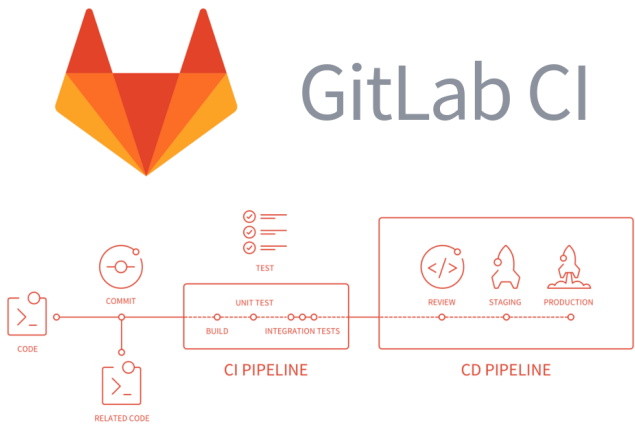 GitLab CI
TEST
COMMIT
UNIT TEST
REVIEW
STAGING
PRODUCTION
BUILD
INTEGRATION TESTS
CODE
CI PIPELINE
CD PIPELINE
RELATED CODE